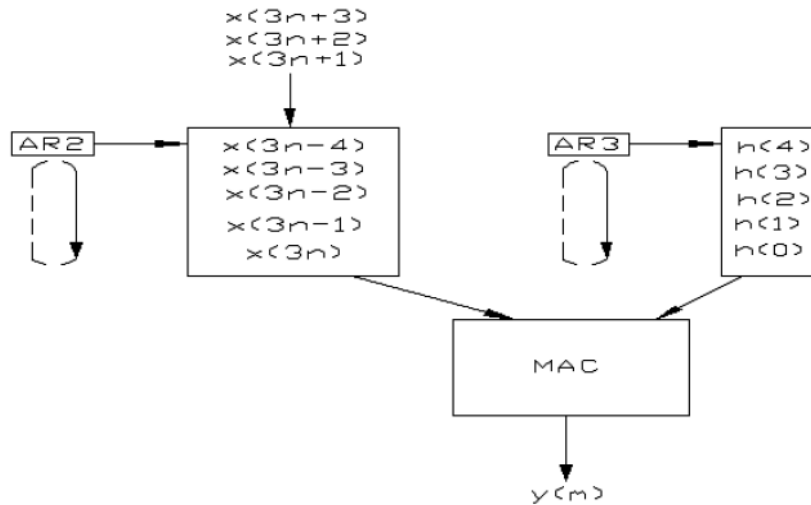 x(3n+3)
x(3n+2)
x(3n+1)
AR2
x(3n-4)
x(3n-3)
x(3n-2)
x(3n-1)
x(3n)
AR3
h(4)
h(3)
h(2)
h(1)
h(0)
MAC
y(m)